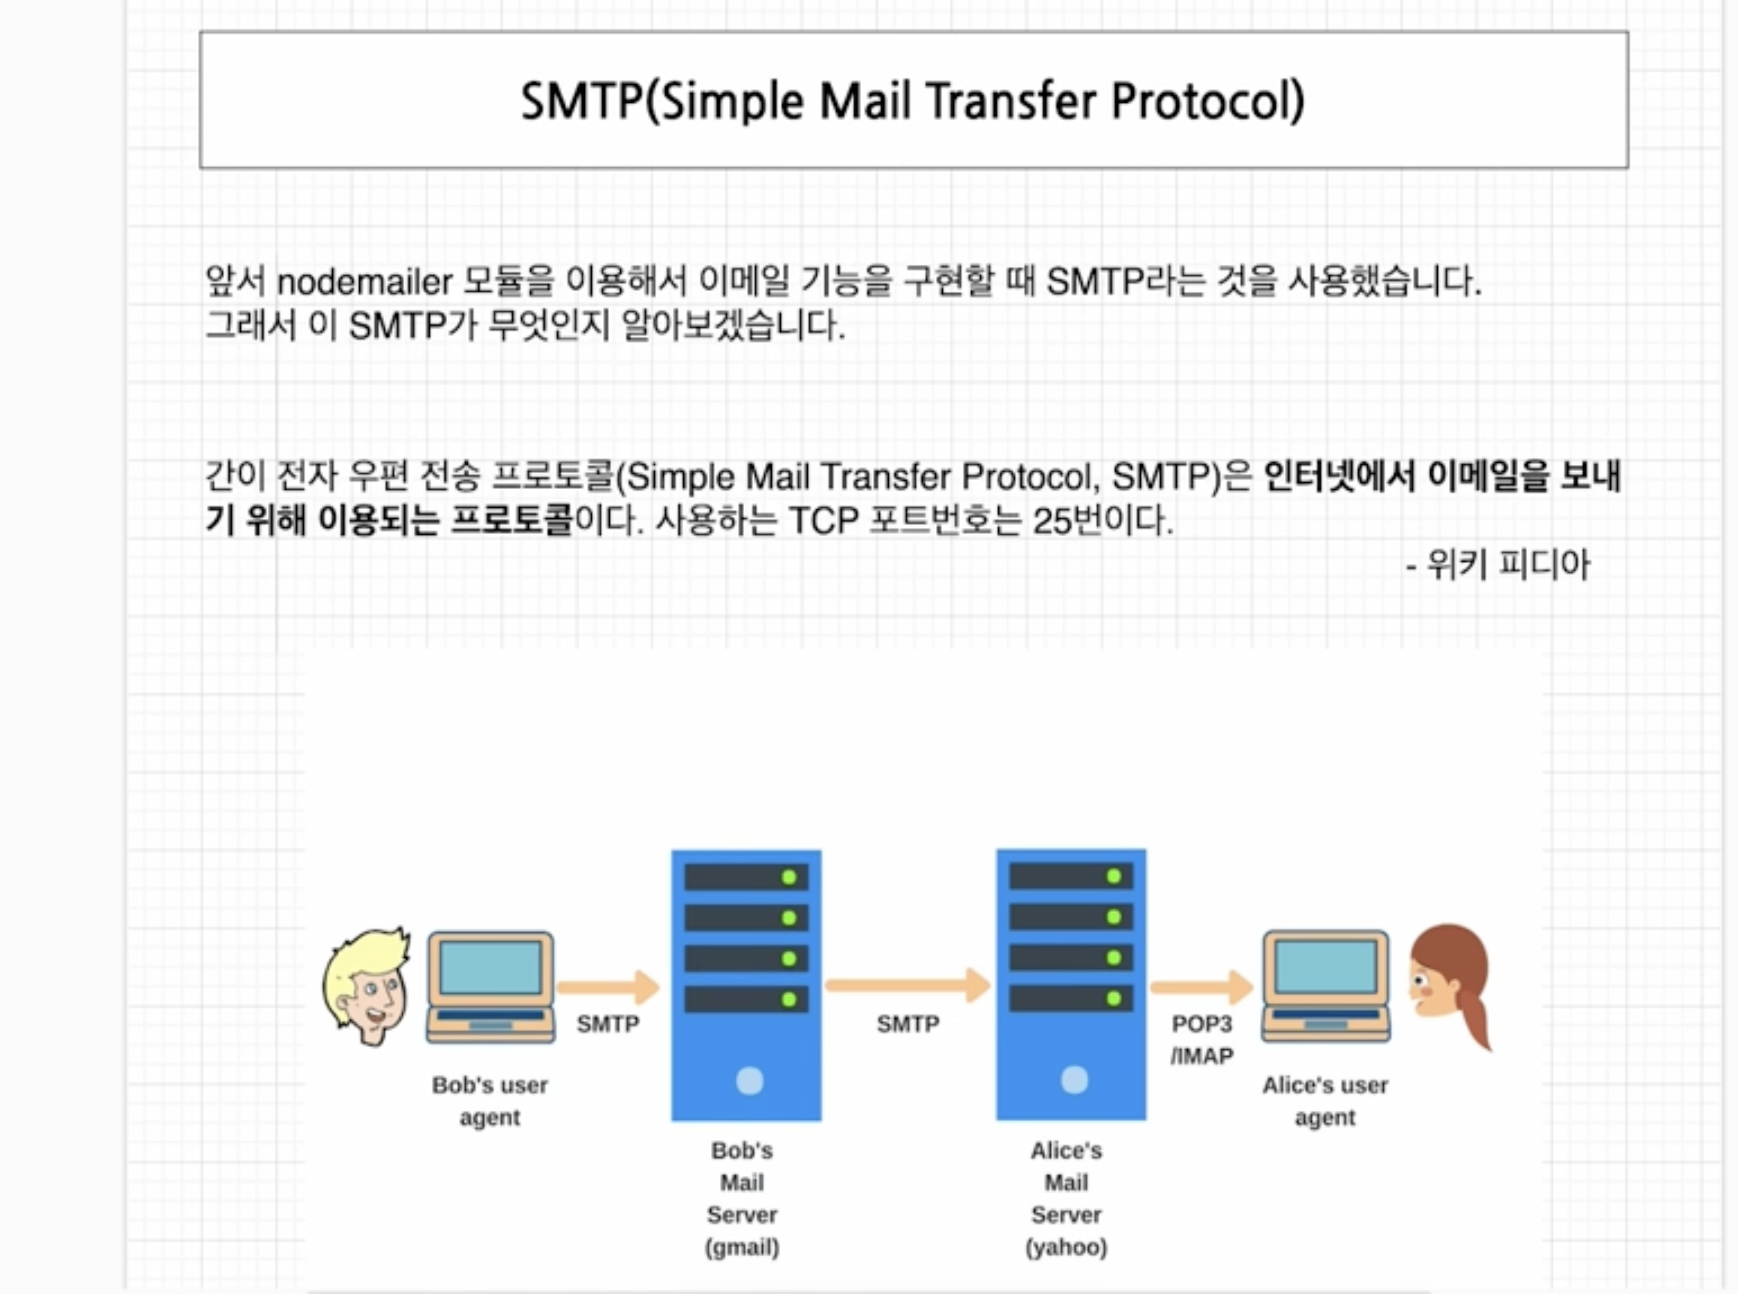 SMTP(Simple Mail Transfer Protocol)
앞서 nodemailer 모듈을 이용해서 이메일 기능을 구현할 때 SMTP라는 것을 사용했습니다.
그래서 이 SMTP가 무엇인지 알아보겠습니다.
간이 전자 우편 전송 프로토콜(Simple Mail Transfer Protocol, SMTP)은 인터넷에서 이메일을 보내
기 위해 이용되는 프로토콜이다. 사용하는 TCP 포트번호는 25번이다.
- 위키 피디아
SMTP
SMTP
POP3
/IMAP
Bob's user
agent
Bob's
Mail
Server
(gmail)
Alice's
Mail
Server
(yahoo)
Alice's user
agent